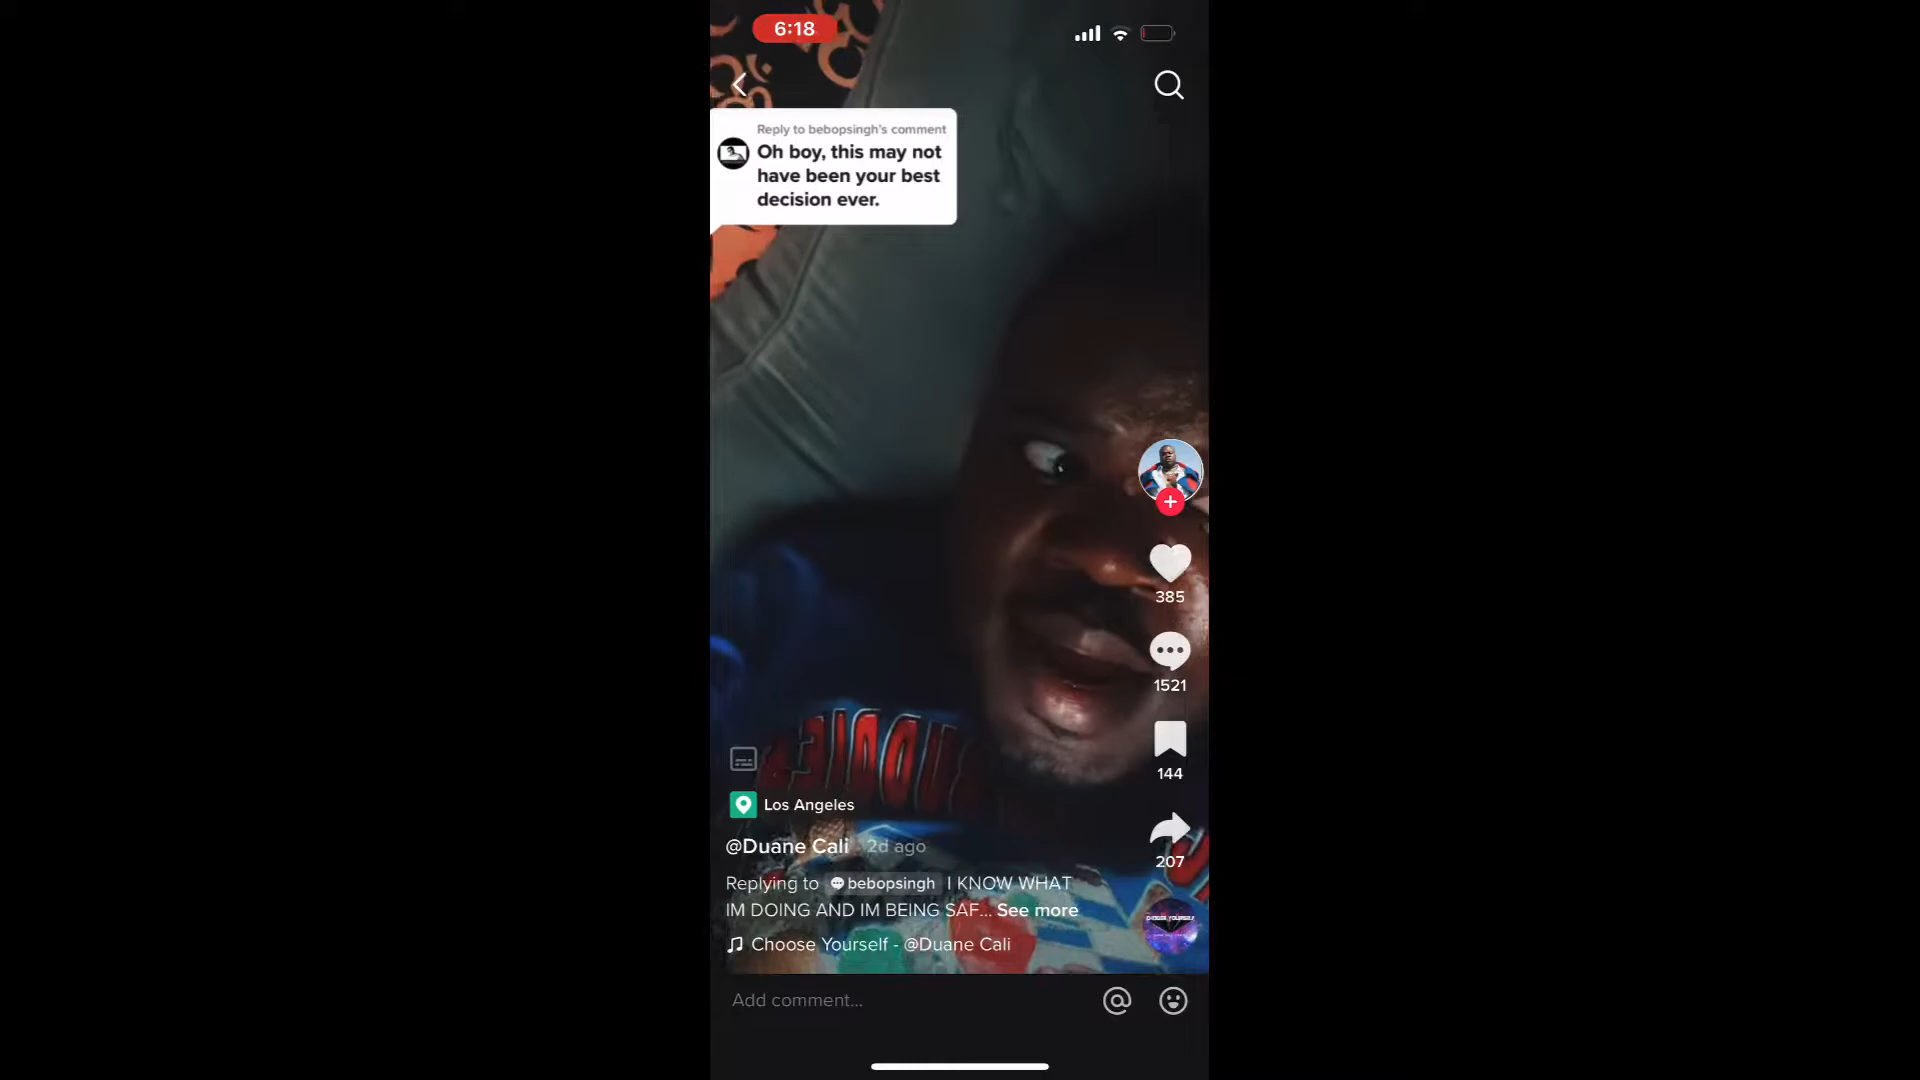 6:18
Reply to bebopsingh's comment
Oh boy, this may not
have been your best
decision ever.
385
1521
144
207
Los Angeles
@Duane Cali 2d ago
Replying to bebopsingh I KNOW WHAT
IM DOING AND IM BEING SAF... See more
Choose Yourself - @Duane Cali
Add comment...